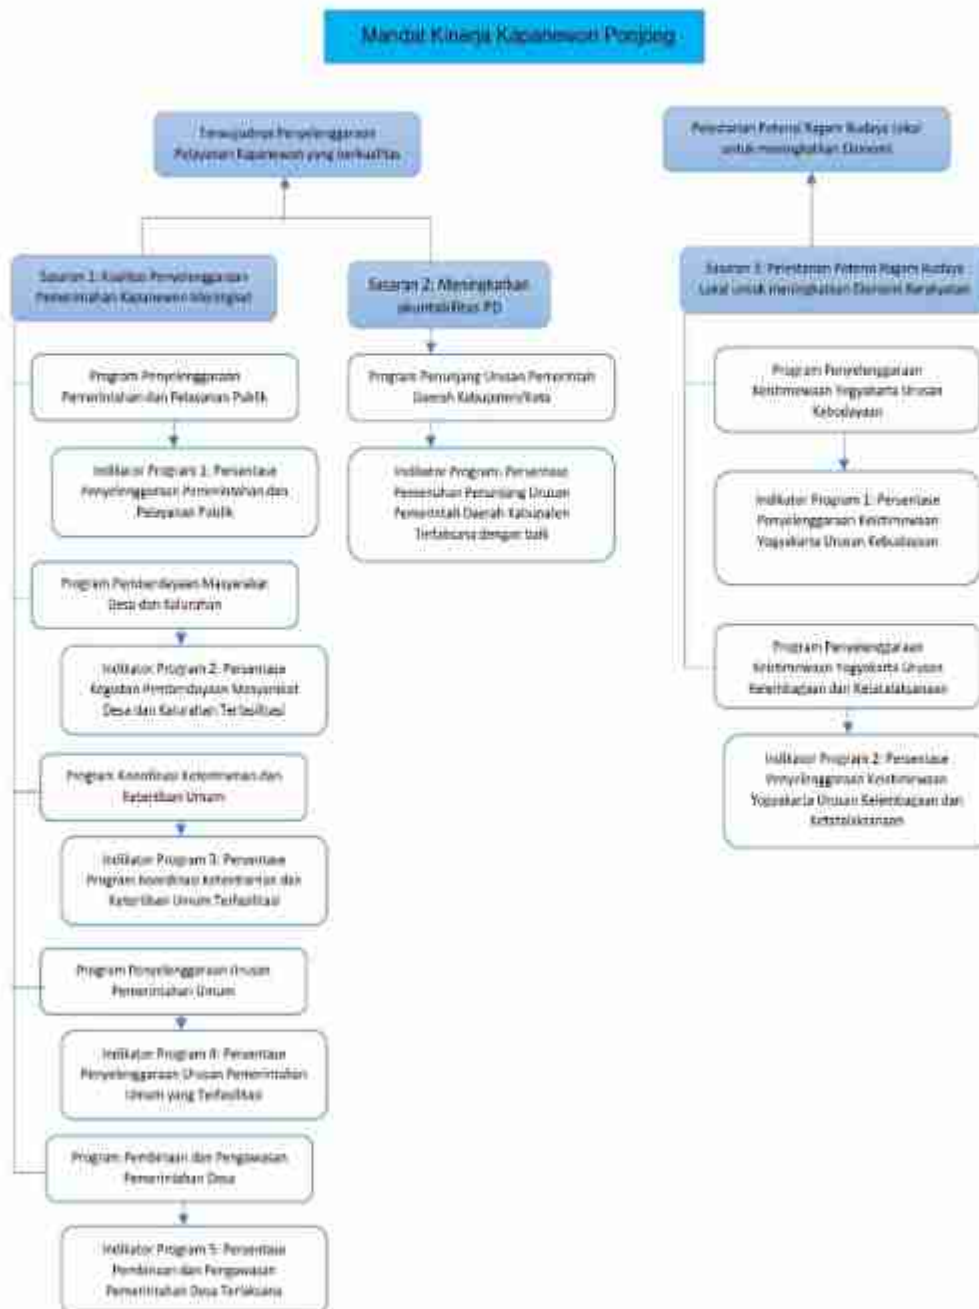 Mandat Kinerja Kapanewon Ponjong
Terwujudnya Penyelenggaraan
Pelayanan Kapanewon yang berkualitas
Pelestarian Potensi Ragam Budaya Lokal
untuk meningkatkan Ekonomi
Sasaran 1: Kualitas Penyelenggaraan
Pemerintahan Kapanewon Meningkat
Sasaran 2: Meningkatkan
akuntabilitas PD
Sasaran 3: Pelestarian Potensi Ragam Budaya
Lokal untuk meningkatkan Ekonomi Kerakyatan
Program Penyelenggaraan
Pemerintahan dan Pelayanan Publik
Indikator Program 1: Persentase
Penyelenggaraan Pemerintahan dan
Pelayanan Publik
Program Pemberdayaan Masyarakat
Desa dan Kalurahan
Indikator Program 2: Persentase
Kegiatan Pemberdayaan Masyarakat
Desa dan Kalurahan Terfasilitasi
Program Koordinasi Ketentraman dan
Ketertiban Umum
Indikator Program 3: Persentase
Program Koordinasi Ketentraman dan
Ketertiban Umum Terfasilitasi
Program Penyelenggaraan Urusan
Pemerintahan Umum
Indikator Program 4: Persentase
Penyelenggaraan Urusan Pemerintahan
Umum yang Terfasilitasi
Program Pembinaan dan Pengawasan
Pemerintahan Desa
Indikator Program 5: Persentase
Pembinaan dan Pengawasan
Pemerintahan Desa Terlaksana
Program Penunjang Urusan Pemerintah
Daerah Kabupaten/Kota
Indikator Program: Persentase
Pemenuhan Penunjang Urusan
Pemerintah Daerah Kabupaten
Terlaksana dengan baik
Program Penyelenggaraan
Keistimewaan Yogyakarta Urusan
Kebudayaan
Indikator Program 1: Persentase
Penyelenggaraan Keistimewaan
Yogyakarta Urusan Kebudayaan
Program Penyelenggaraan
Keistimewaan Yogyakarta Urusan
Kelembagaan dan Ketatalaksanaan
Indikator Program 2: Persentase
Penyelenggaraan Keistimewaan
Yogyakarta Urusan Kelembagaan dan
Ketatalaksanaan